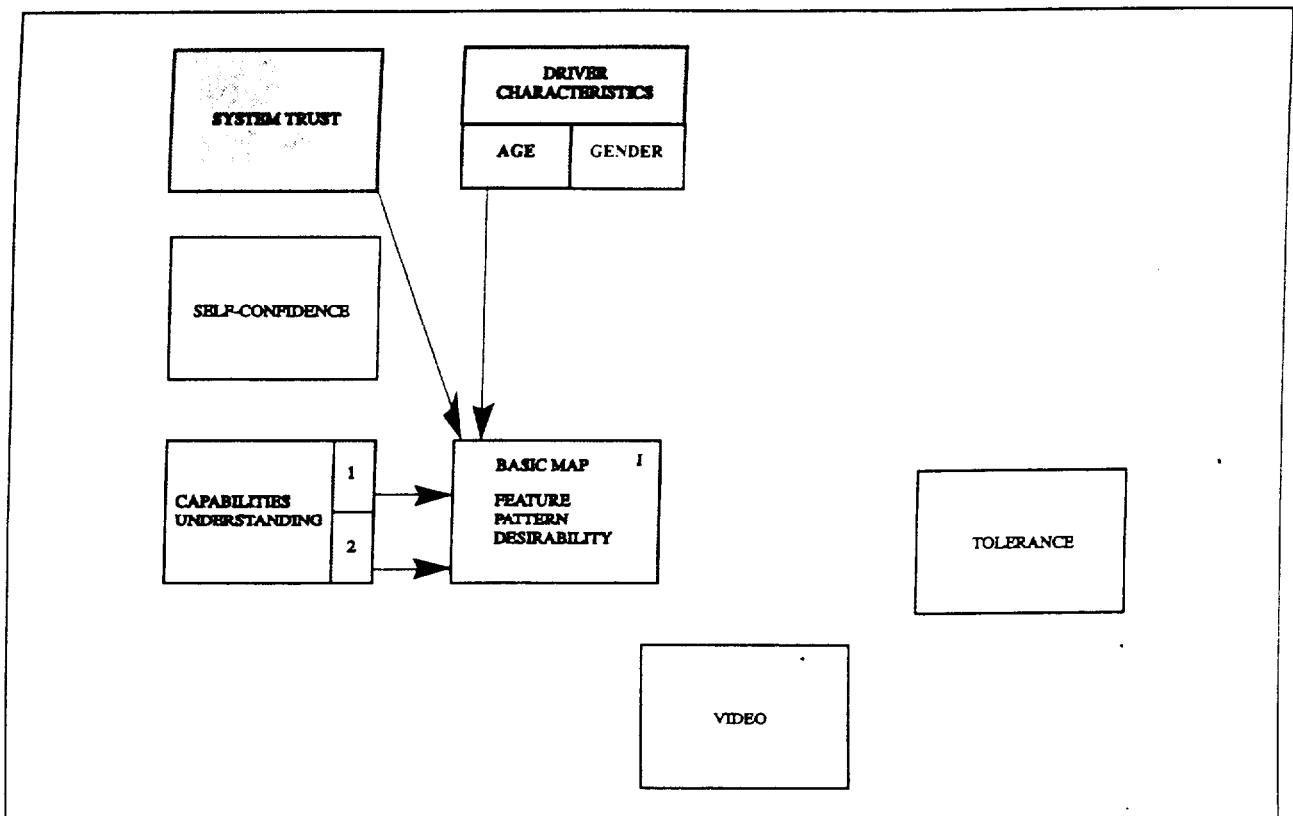 SYSTEM TRUST
DRIVER
CHARACTERISTICS
AGE
GENDER
SELF-CONFIDENCE
CAPABILITIES
UNDERSTANDING
1
2
BASIC MAP
I
FEATURE
PATTERN
DESIRABILITY
TOLERANCE
VIDEO